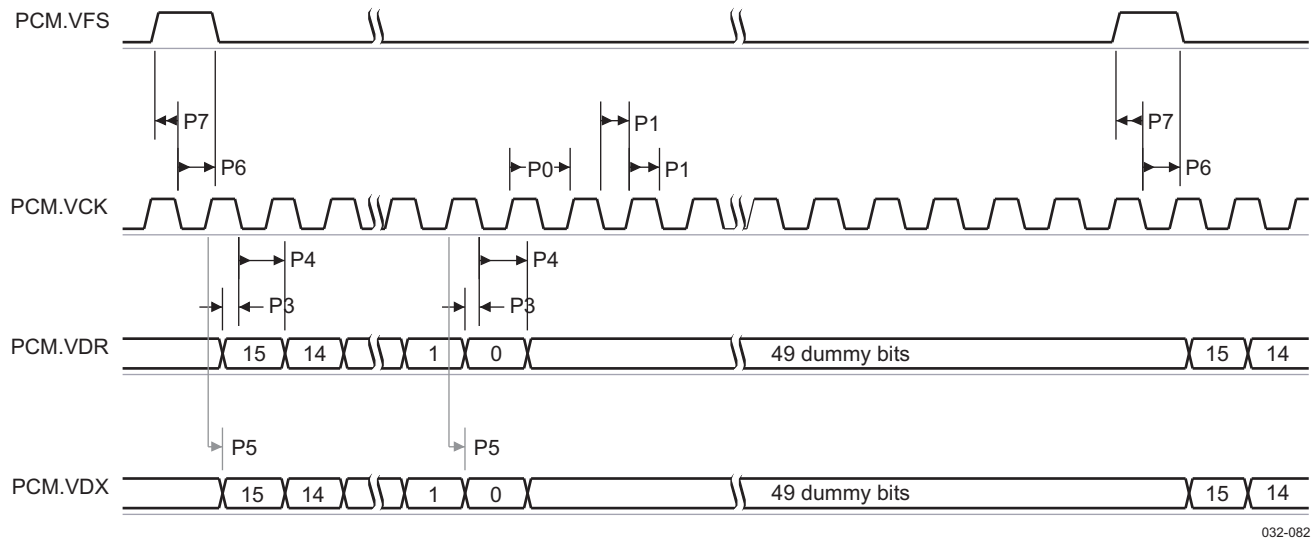 PCM.VFS
P7
P7
P1
P6
P0
P1
P6
PCM.VCK
P4
P4
P3
P3
PCM.VDR
15 14 1 0 49 dummy bits 15 14
P5
P5
PCM.VDX
15 14 1 0 49 dummy bits 15 14
032-082